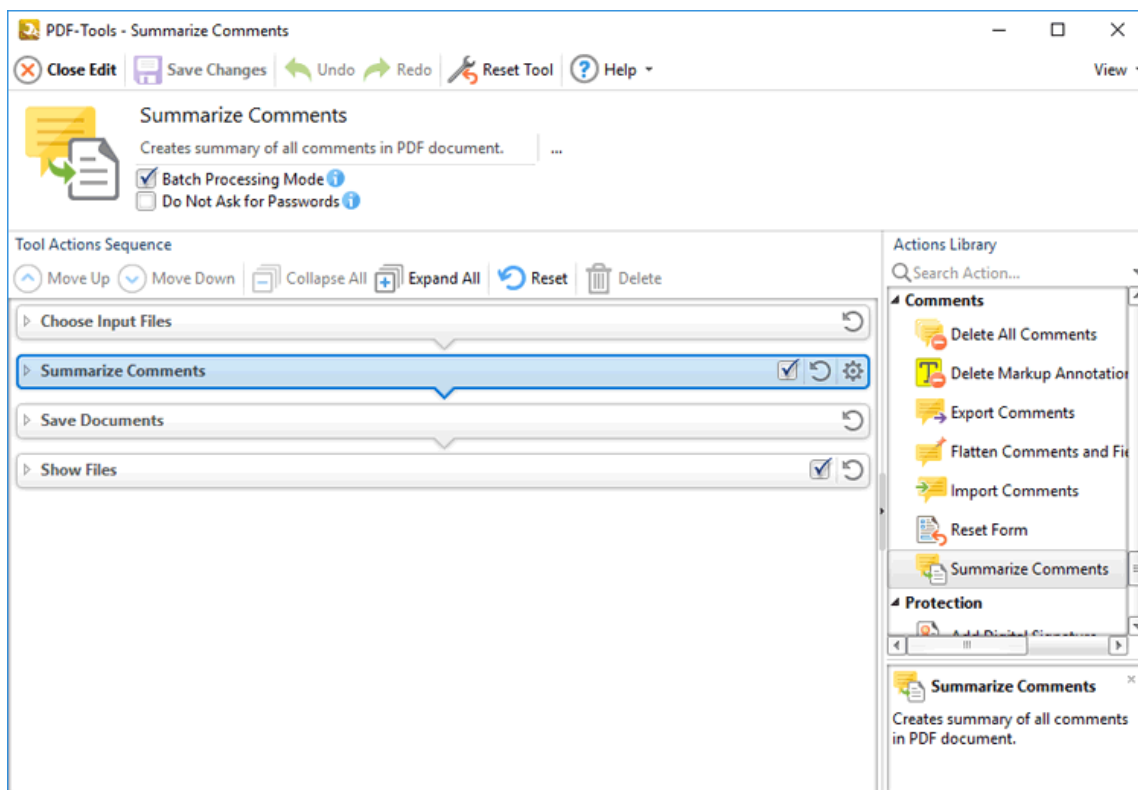 PDF-Tools - Summarize Comments
Close Edit Save Changes Undo Redo Reset Tool Help View
Summarize Comments
Creates summary of all comments in PDF document. ...
Batch Processing Mode
Do Not Ask for Passwords
Tool Actions Sequence
Move Up Move Down Collapse All Expand All Reset Delete
Choose Input Files
Summarize Comments
Save Documents
Show Files
Actions Library
Search Action...
Comments
Delete All Comments
Delete Markup Annotation
Export Comments
Flatten Comments and Fie
Import Comments
Reset Form
Summarize Comments
Protection
Add Digital Signature
Summarize Comments
Creates summary of all comments
in PDF document.